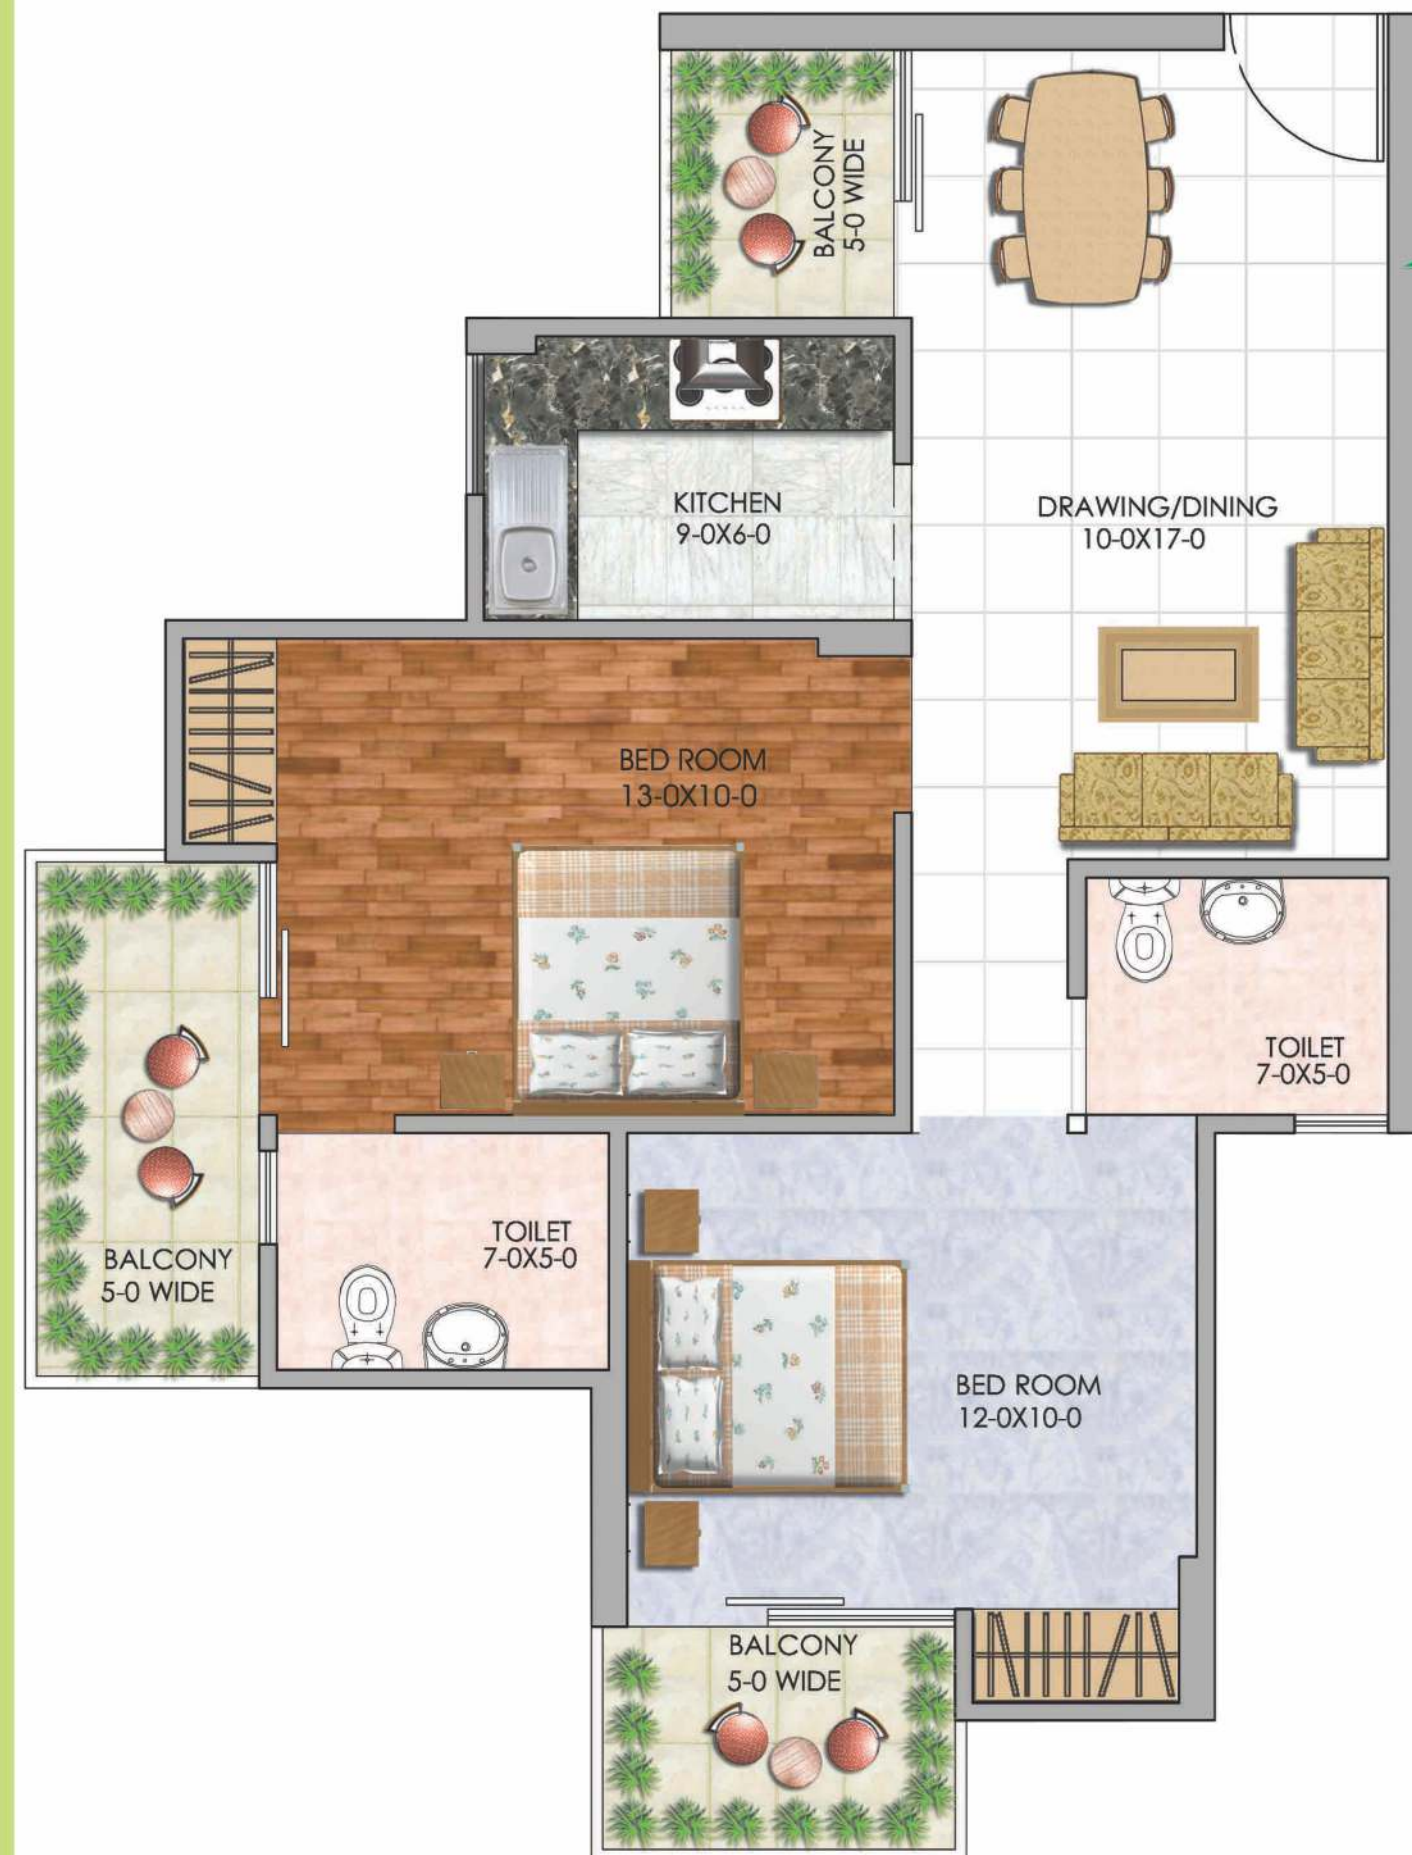 BALCONY
5-0 WIDE
KITCHEN
9-0X6-0
DRAWING/DINING
10-0X17-0
BED ROOM
13-0X10-0
TOILET
7-0X5-0
BALCONY
5-0 WIDE
TOILET
7-0X5-0
BED ROOM
12-0X10-0
BALCONY
5-0 WIDE